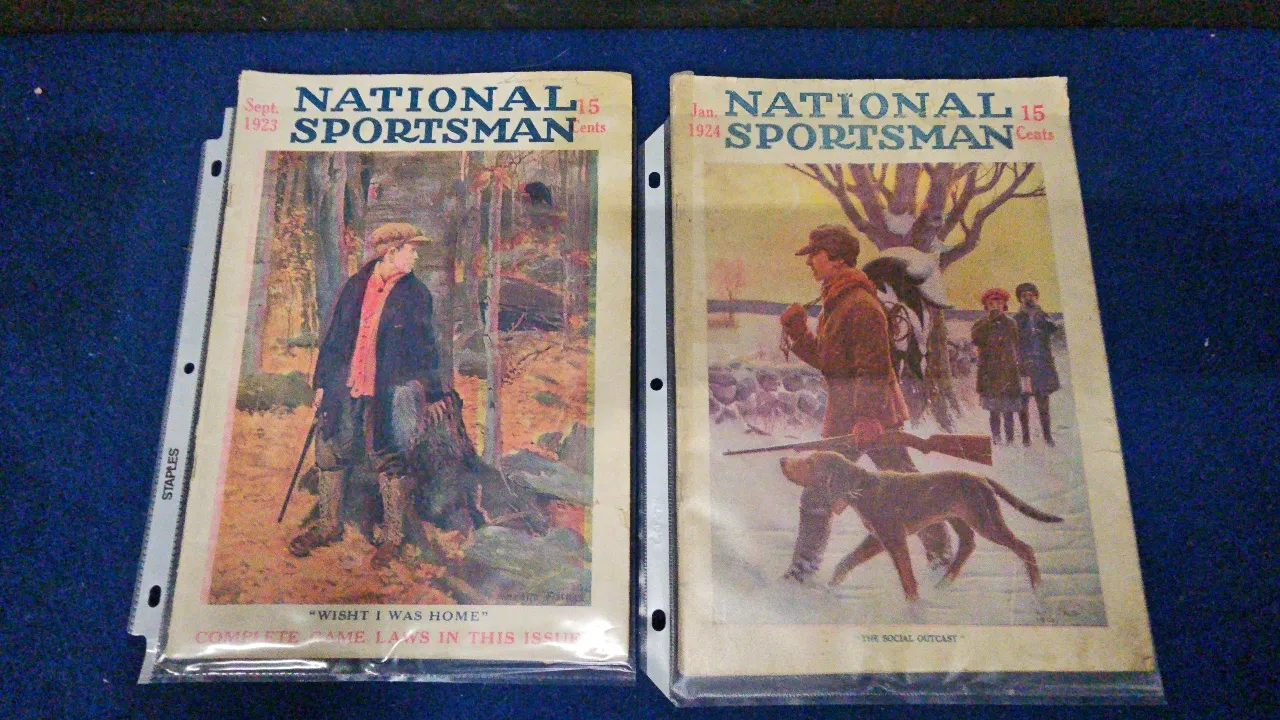 Sept.
1923
NATIONAL
SPORTSMAN
15
Cents
"WISHT I WAS HOME"
COMPLETE GAME LAWS IN THIS ISSUE
STAPLES
Jan.
1924
NATIONAL
SPORTSMAN
15
Cents
"THE SOCIAL OUTCAST"